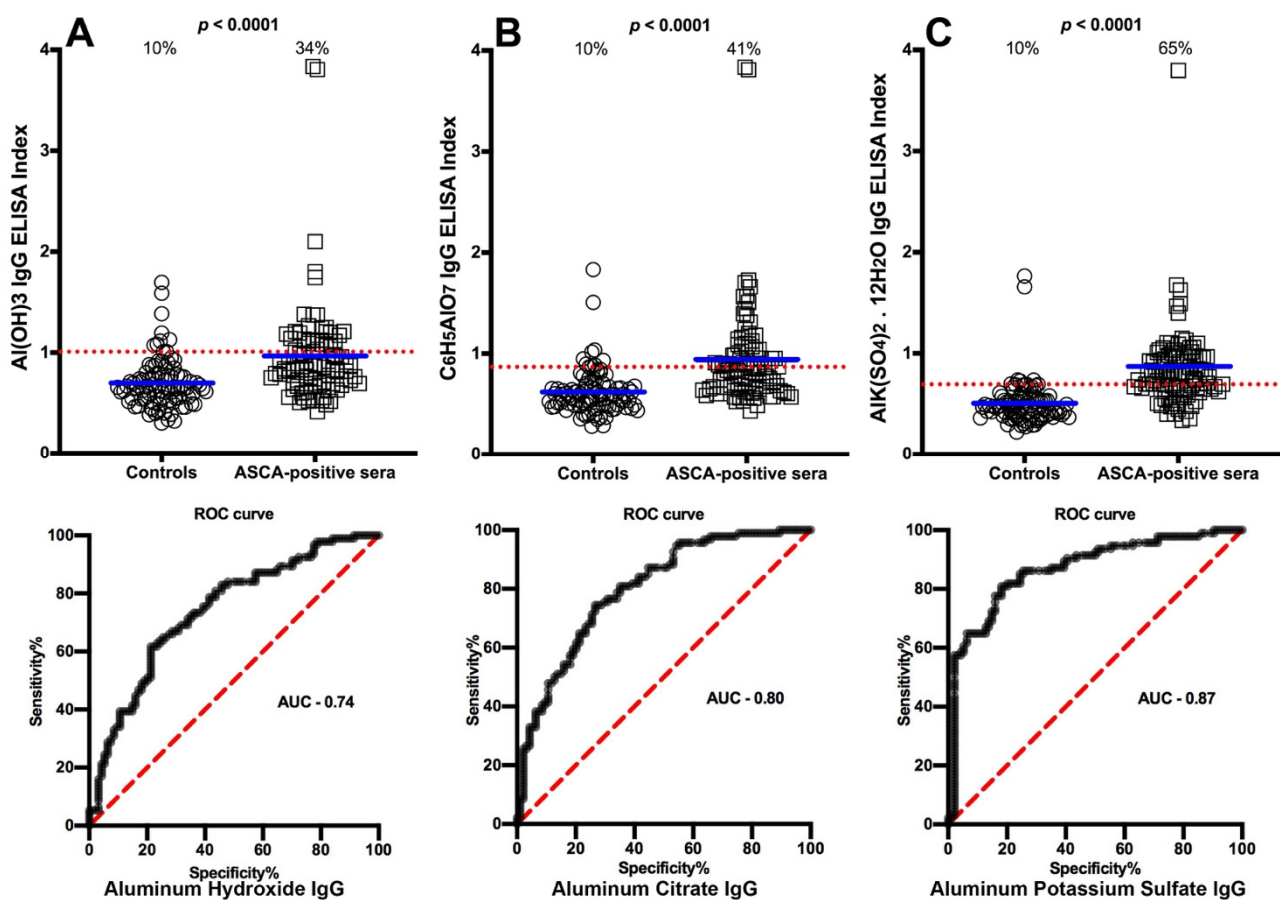 A
p < 0.0001
10% 34%
Al(OH)3 IgG ELISA Index
4
3
2
1
0
Controls ASCA-positive sera
B
p < 0.0001
10% 41%
C6H5AlO7 IgG ELISA Index
4
3
2
1
0
Controls ASCA-positive sera
C
p < 0.0001
10% 65%
AlK(SO4)2 . 12H2O IgG ELISA Index
4
3
2
1
0
Controls ASCA-positive sera
ROC curve
Sensitivity%
100
80
60
40
20
0
AUC - 0.74
0 20 40 60 80 100
Specificity%
Aluminum Hydroxide IgG
ROC curve
Sensitivity%
100
80
60
40
20
0
AUC - 0.80
0 20 40 60 80 100
Specificity%
Aluminum Citrate IgG
ROC curve
Sensitivity%
100
80
60
40
20
0
AUC - 0.87
0 20 40 60 80 100
Specificity%
Aluminum Potassium Sulfate IgG